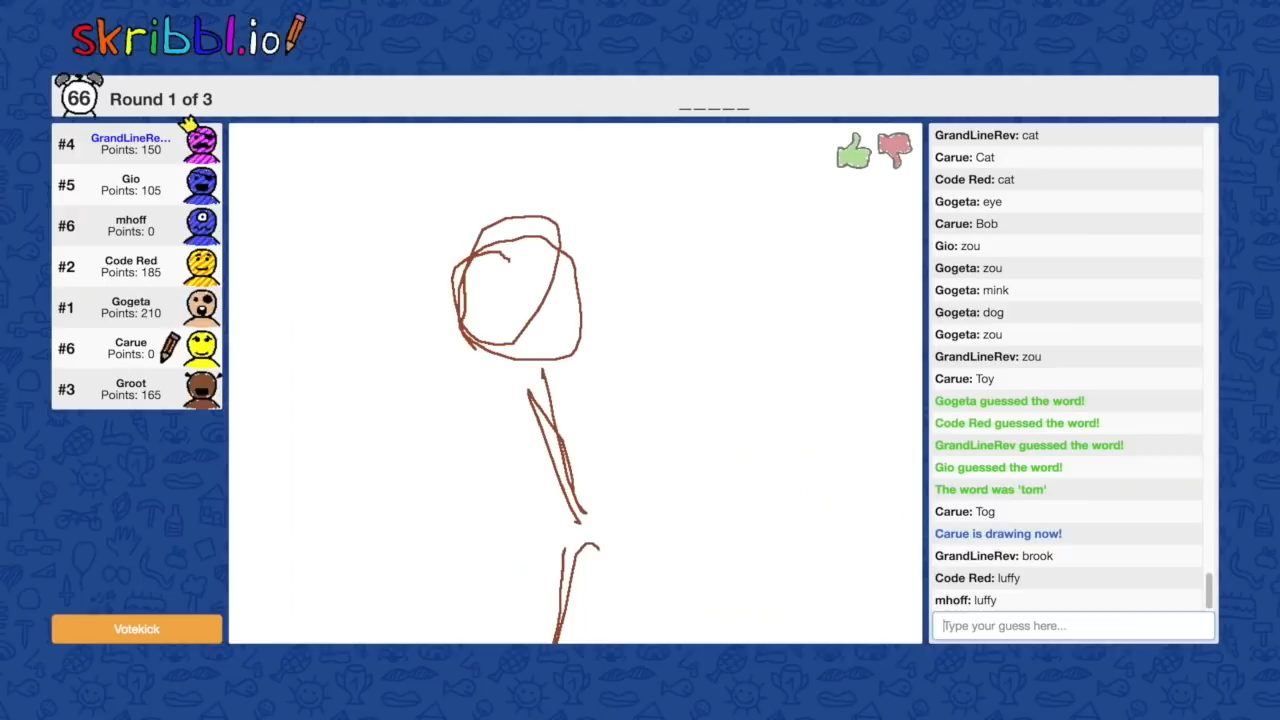 skribbl.io
66
Round 1 of 3
_____
#4
GrandLineRe...
Points: 150
#5
Gio
Points: 105
#6
mhoff
Points: 0
#2
Code Red
Points: 185
#1
Gogeta
Points: 210
#6
Carue
Points: 0
#3
Groot
Points: 165
Votekick
GrandLineRev: cat
Carue: Cat
Code Red: cat
Gogeta: eye
Carue: Bob
Gio: zou
Gogeta: zou
Gogeta: mink
Gogeta: dog
Gogeta: zou
GrandLineRev: zou
Carue: Toy
Gogeta guessed the word!
Code Red guessed the word!
GrandLineRev guessed the word!
Gio guessed the word!
The word was 'tom'
Carue: Tog
Carue is drawing now!
GrandLineRev: brook
Code Red: luffy
mhoff: luffy
Type your guess here...